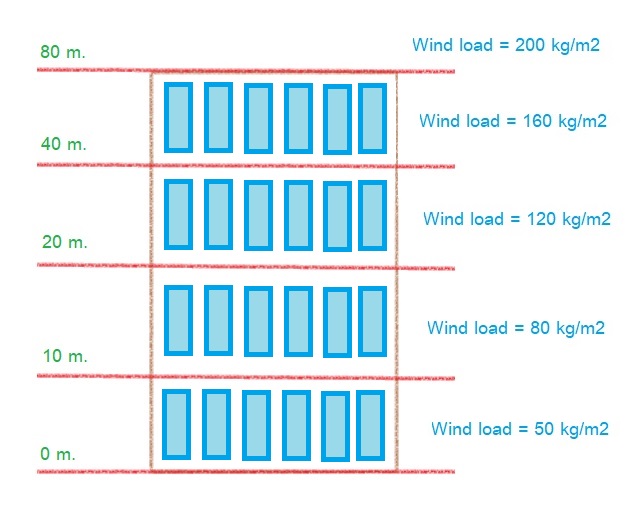 80 m.
Wind load = 200 kg/m2
Wind load = 160 kg/m2
40 m.
Wind load = 120 kg/m2
20 m.
Wind load = 80 kg/m2
10 m.
Wind load = 50 kg/m2
0 m.